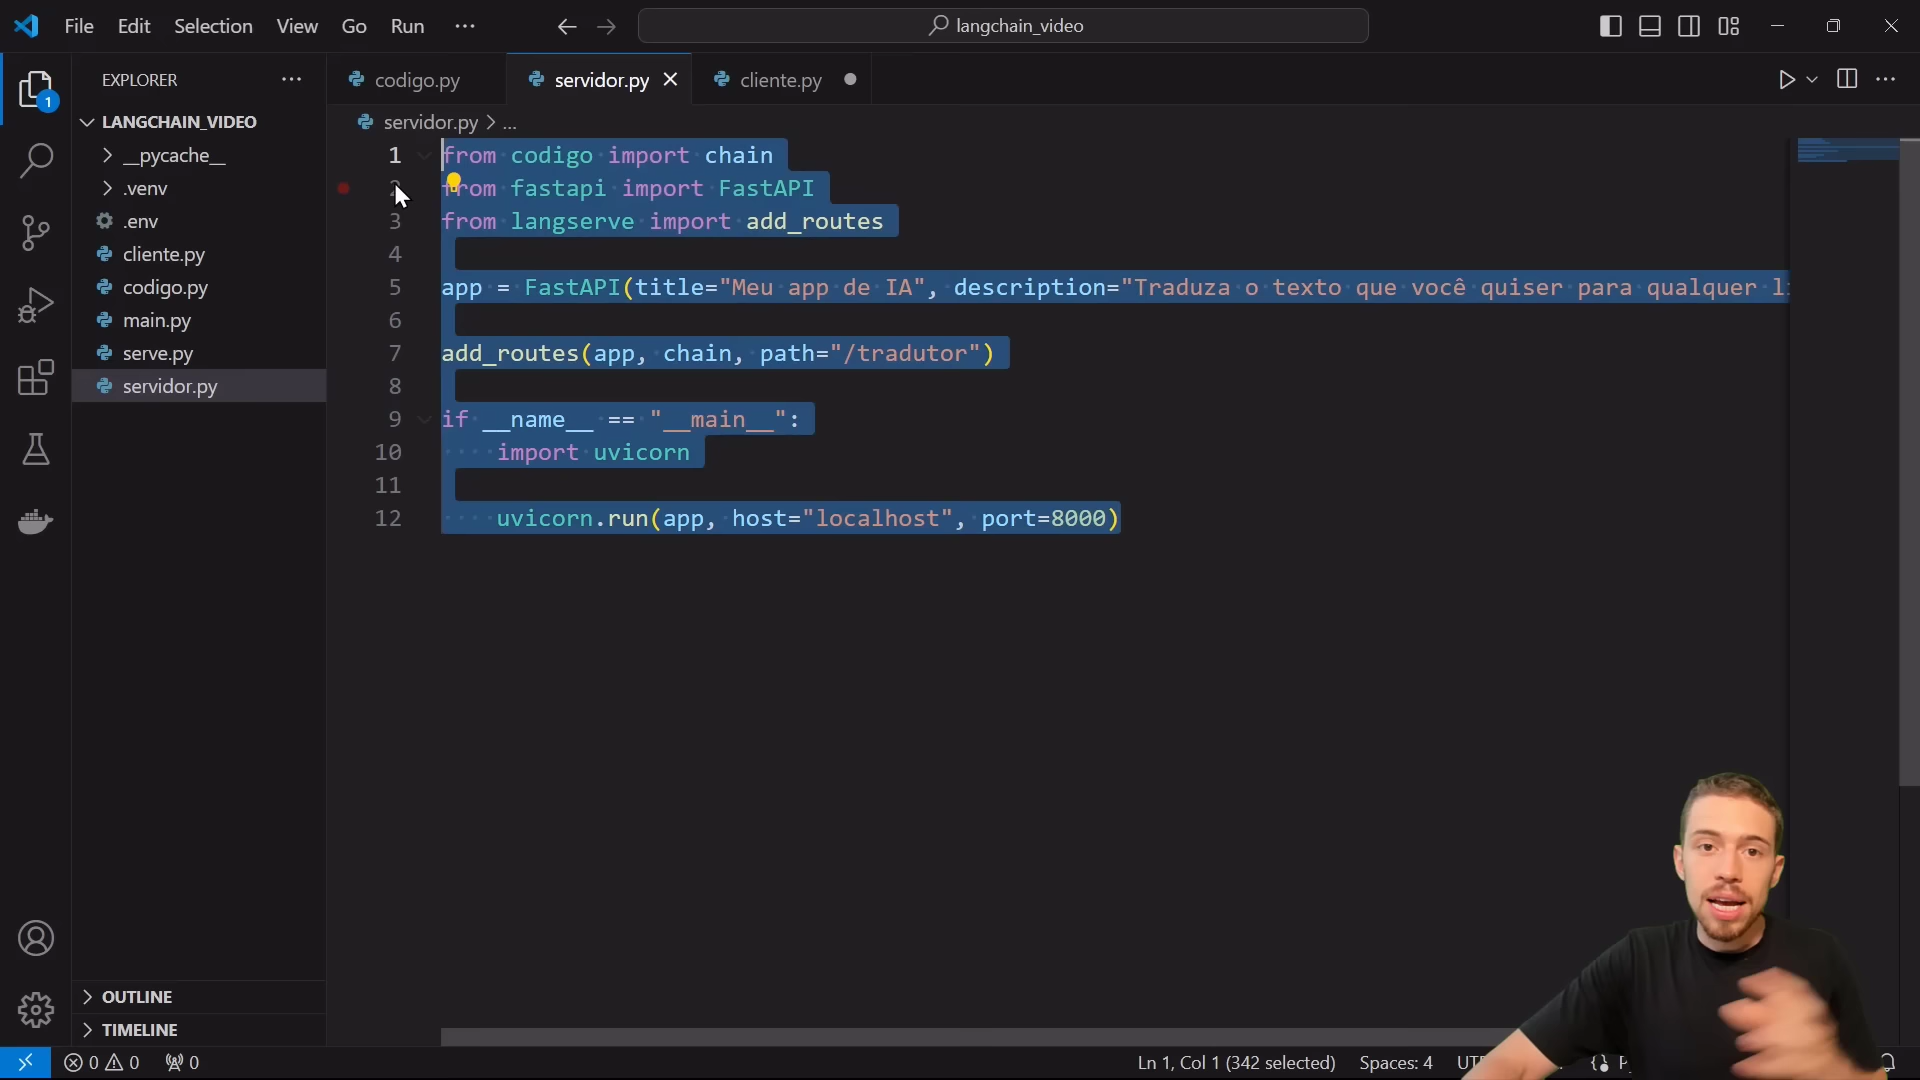 File Edit Selection View Go Run ··· langchain_video
EXPLORER ···
1
LANGCHAIN_VIDEO
__pycache__
.venv
.env
cliente.py
codigo.py
main.py
serve.py
servidor.py
OUTLINE
TIMELINE
codigo.py servidor.py cliente.py
servidor.py > ...
1 from codigo import chain
2 from fastapi import FastAPI
3 from langserve import add_routes
4
5 app = FastAPI(title="Meu app de IA", description="Traduza o texto que você quiser para qualquer
6
7 add_routes(app, chain, path="/tradutor")
8
9 if __name__ == "__main__":
10 import uvicorn
11
12 uvicorn.run(app, host="localhost", port=8000)
0 0 0 Ln 1, Col 1 (342 selected) Spaces: 4